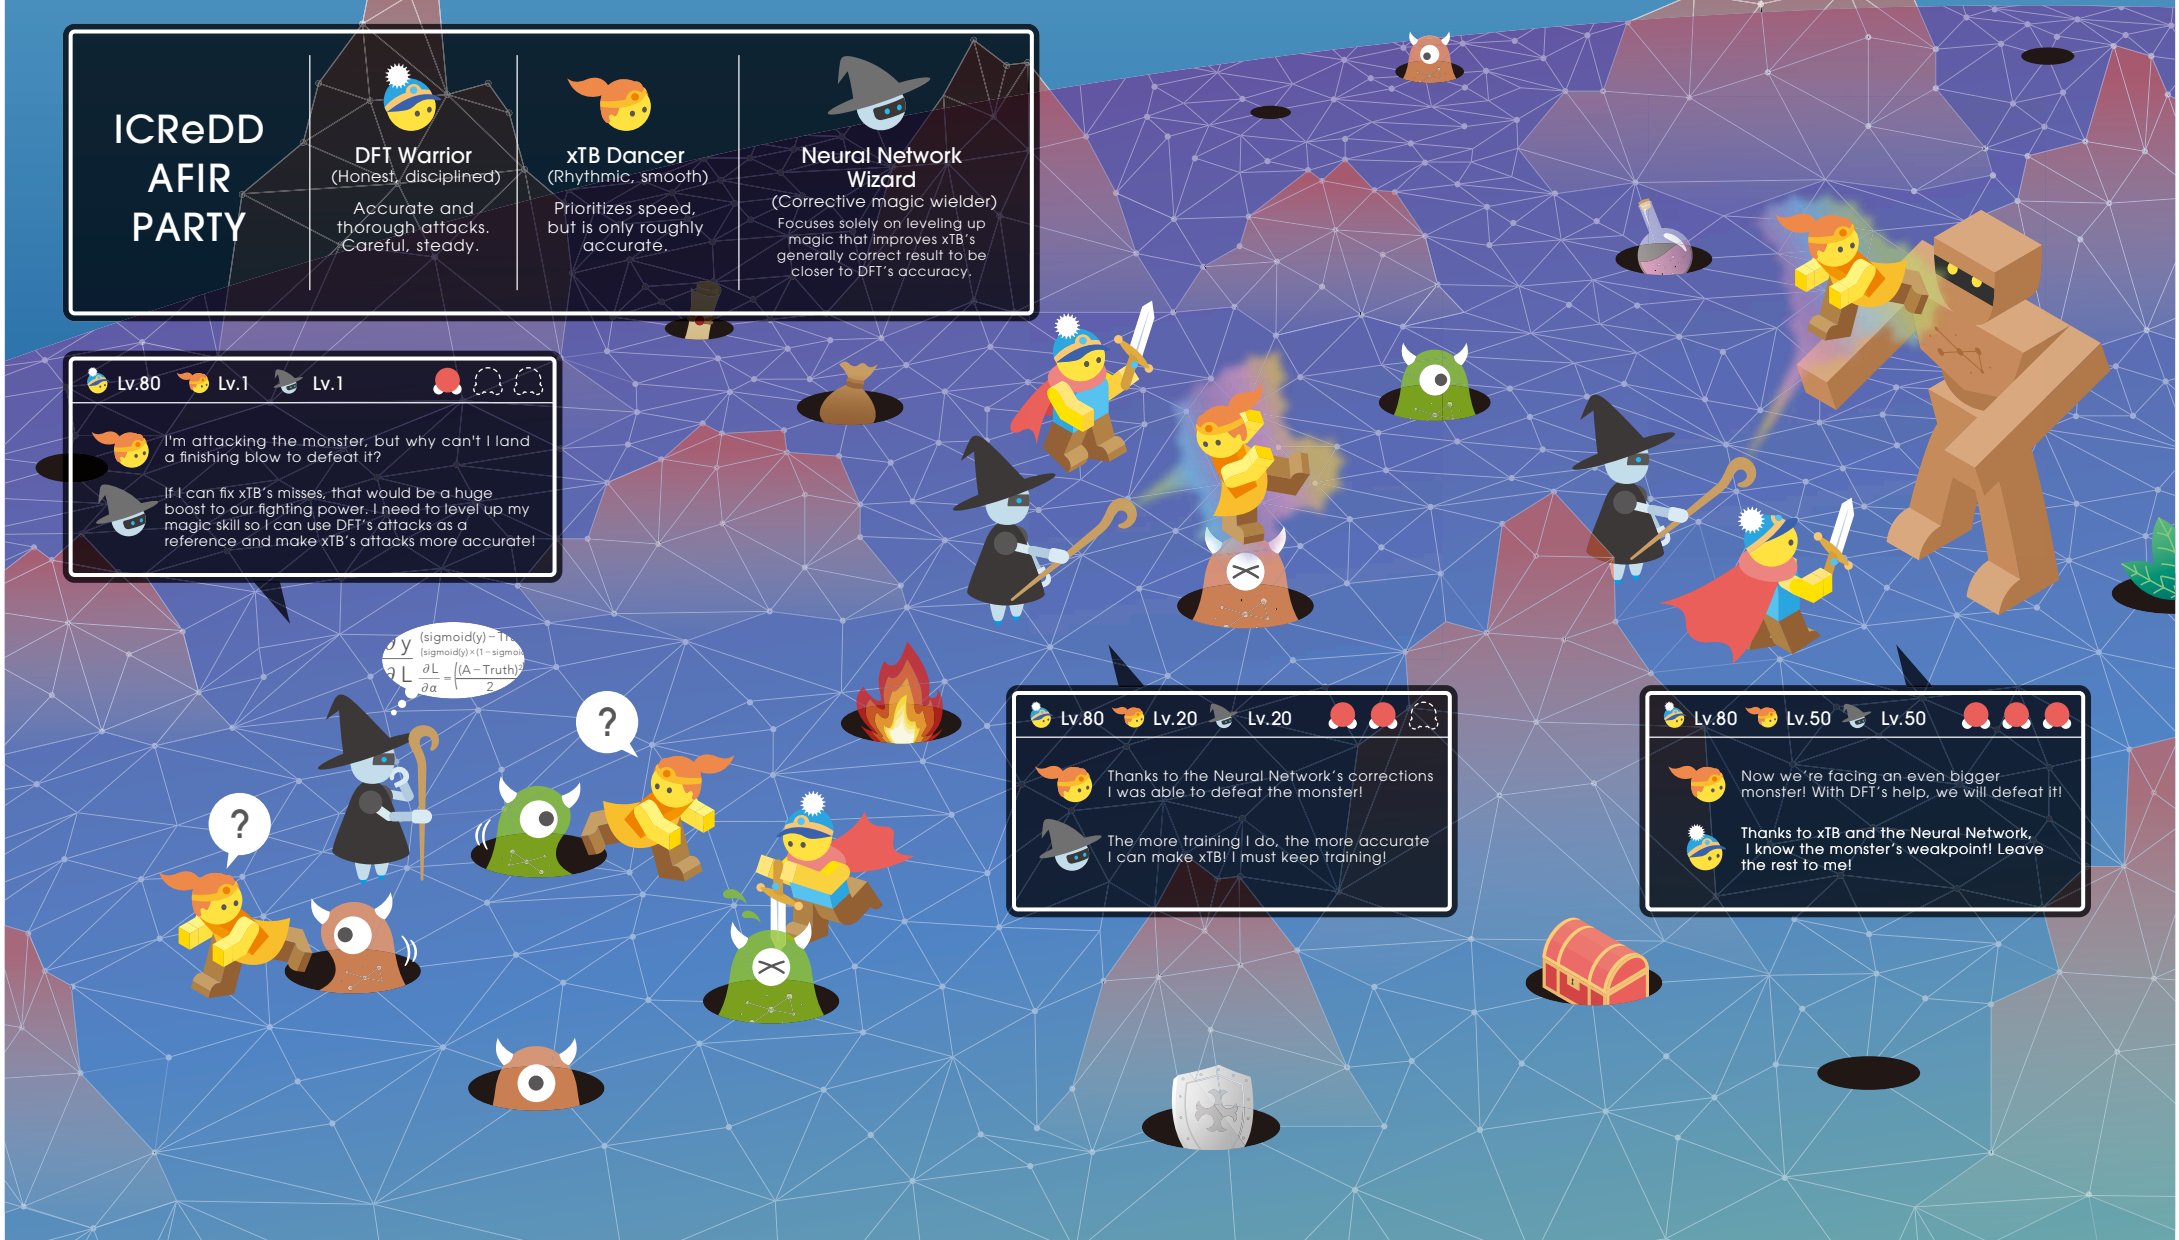 ICReDD
AFIR
PARTY
DFT Warrior
(Honest, disciplined)
Accurate and
thorough attacks.
Careful, steady.
xTB Dancer
(Rhythmic, smooth)
Prioritizes speed,
but is only roughly
accurate.
Neural Network
Wizard
(Corrective magic wielder)
Focuses solely on leveling up
magic that improves xTB's
generally correct result to be
closer to DFT's accuracy.
Lv.80 Lv.1 Lv.1
I'm attacking the monster, but why can't I land
a finishing blow to defeat it?
If I can fix xTB's misses, that would be a huge
boost to our fighting power. I need to level up my
magic skill so I can use DFT's attacks as a
reference and make xTB's attacks more accurate!
∂y
∂L
(sigmoid(y) – Tr
(sigmoid(y)×(1 – sigmoid
∂L
∂α
= ((A – Truth)²
2
?
?
Lv.80 Lv.20 Lv.20
Thanks to the Neural Network's corrections
I was able to defeat the monster!
The more training I do, the more accurate
I can make xTB! I must keep training!
Lv.80 Lv.50 Lv.50
Now we're facing an even bigger
monster! With DFT's help, we will defeat it!
Thanks to xTB and the Neural Network,
I know the monster's weakpoint! Leave
the rest to me!